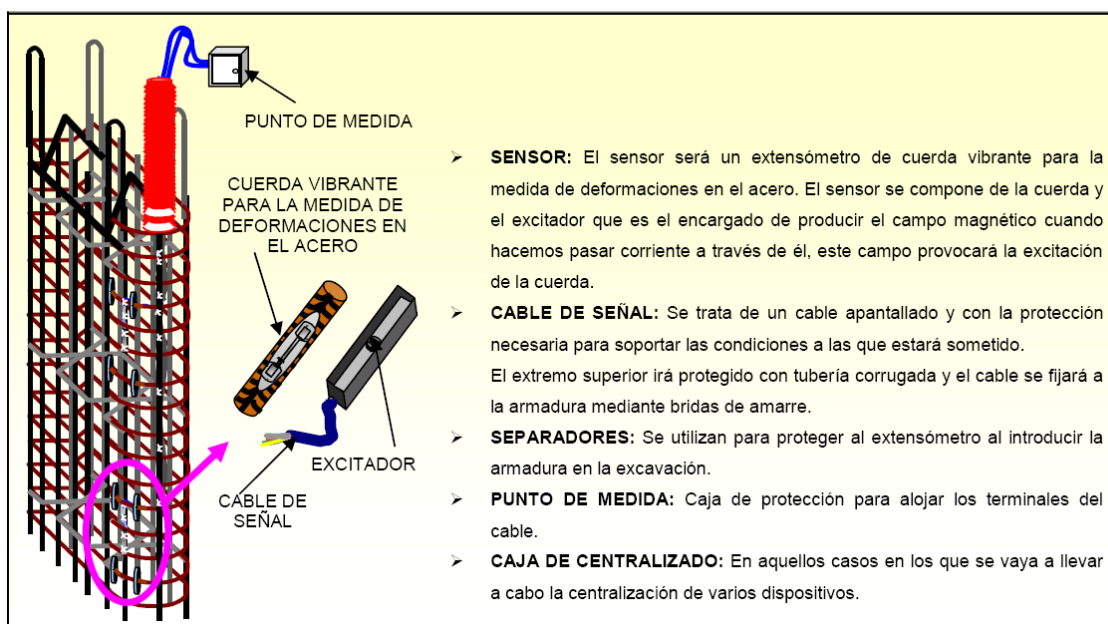 PUNTO DE MEDIDA
CUERDA VIBRANTE
PARA LA MEDIDA DE
DEFORMACIONES EN
EL ACERO
EXCITADOR
CABLE DE
SEÑAL
➢ SENSOR: El sensor será un extensómetro de cuerda vibrante para la
medida de deformaciones en el acero. El sensor se compone de la cuerda y
el excitador que es el encargado de producir el campo magnético cuando
hacemos pasar corriente a través de él, este campo provocará la excitación
de la cuerda.
➢ CABLE DE SEÑAL: Se trata de un cable apantallado y con la protección
necesaria para soportar las condiciones a las que estará sometido.
El extremo superior irá protegido con tubería corrugada y el cable se fijará a
la armadura mediante bridas de amarre.
➢ SEPARADORES: Se utilizan para proteger al extensómetro al introducir la
armadura en la excavación.
➢ PUNTO DE MEDIDA: Caja de protección para alojar los terminales del
cable.
➢ CAJA DE CENTRALIZADO: En aquellos casos en los que se vaya a llevar
a cabo la centralización de varios dispositivos.